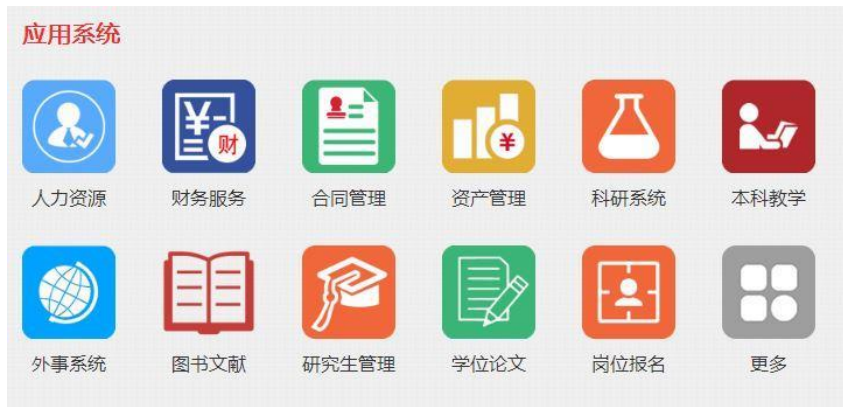 应用系统
财
人力资源 财务服务 合同管理 资产管理 科研系统 本科教学
外事系统 图书文献 研究生管理 学位论文 岗位报名 更多